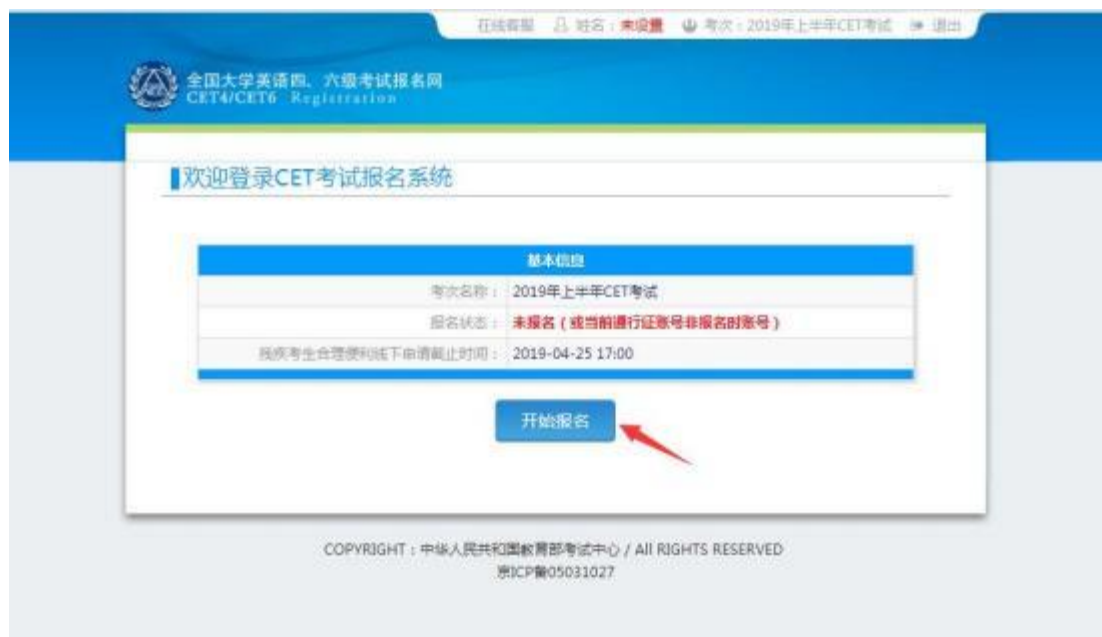 在线客服 姓名：未设置 考次：2019年上半年CET考试 退出
全国大学英语四、六级考试报名网
CET4/CET6 Registration
欢迎登录CET考试报名系统
基本信息
考次名称： 2019年上半年CET考试
报名状态： 未报名（或当前通行证账号非报名时账号）
残疾考生合理便利线下申请截止时间： 2019-04-25 17:00
开始报名
COPYRIGHT：中华人民共和国教育部考试中心 / All RIGHTS RESERVED
京ICP备05031027